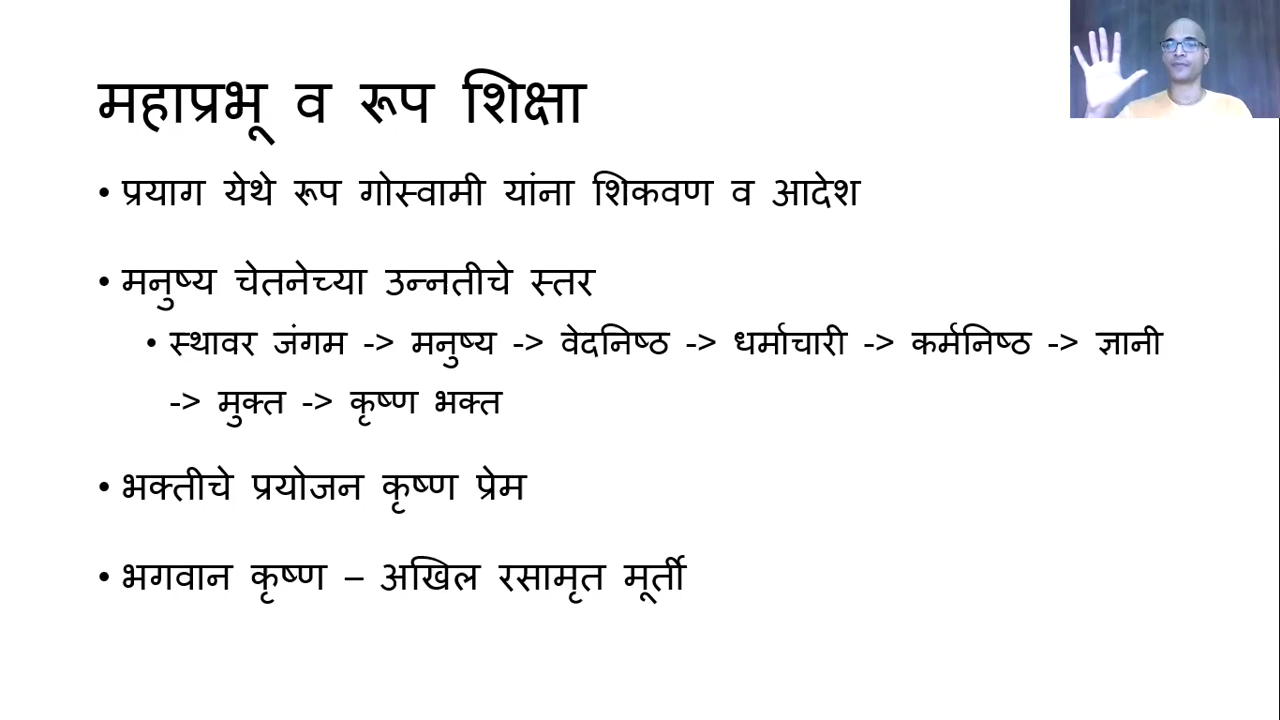 महाप्रभू व रूप शिक्षा
• प्रयाग येथे रूप गोस्वामी यांना शिकवण व आदेश
• मनुष्य चेतनेच्या उन्नतीचे स्तर
• स्थावर जंगम -> मनुष्य -> वेदनिष्ठ -> धर्माचारी -> कर्मनिष्ठ -> ज्ञानी
-> मुक्त -> कृष्ण भक्त
• भक्तीचे प्रयोजन कृष्ण प्रेम
• भगवान कृष्ण – अखिल रसामृत मूर्ती